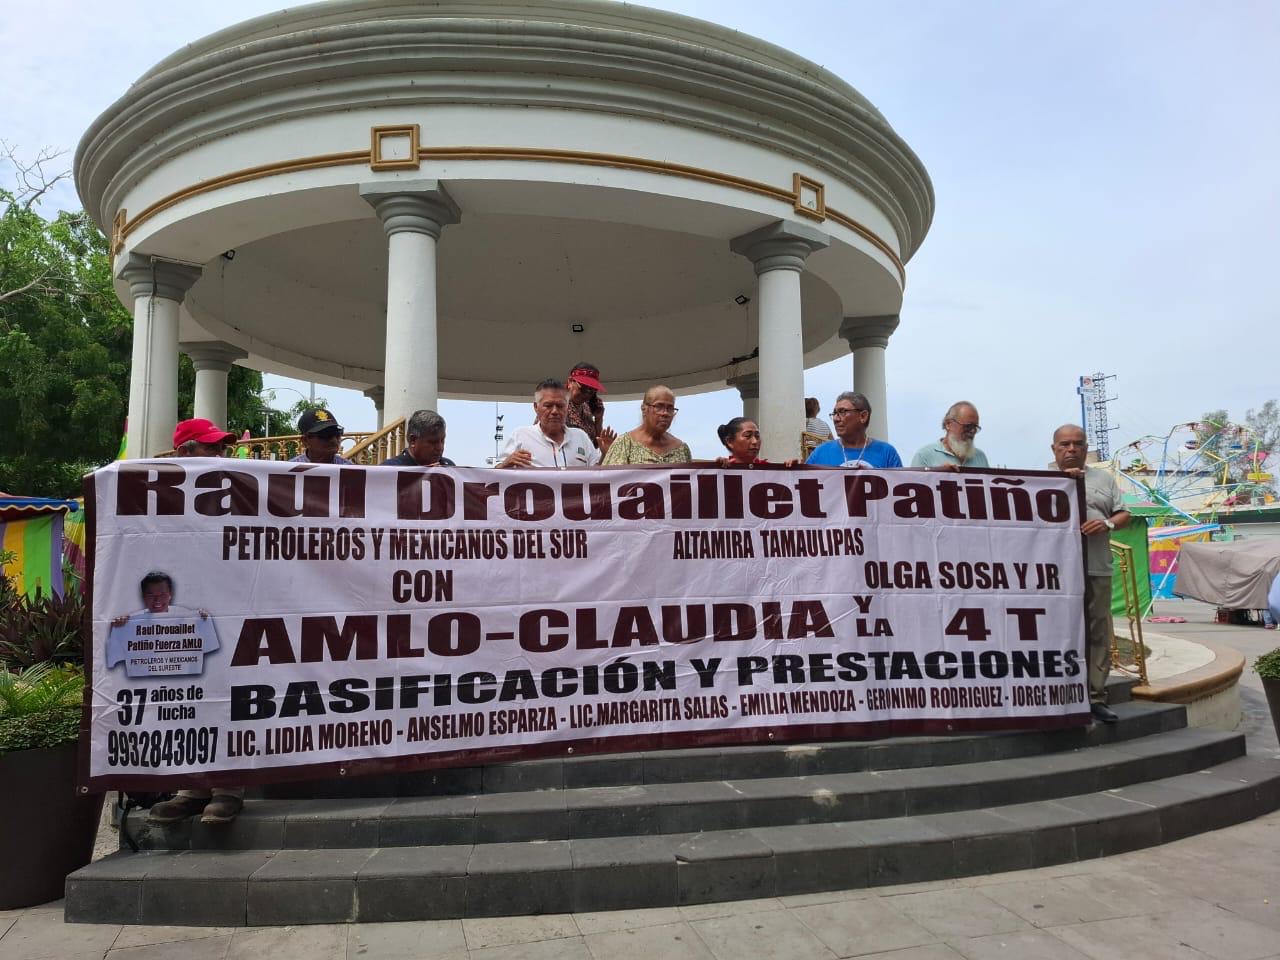 Raúl Drouaillet Patiño
PETROLEROS Y MEXICANOS DEL SUR ALTAMIRA TAMAULIPAS
CON OLGA SOSA Y JR
AMLO-CLAUDIA Y LA 4T
BASIFICACIÓN Y PRESTACIONES
LIC. LIDIA MORENO - ANSELMO ESPARZA - LIC.MARGARITA SALAS - EMILIA MENDOZA - GERONIMO RODRIGUEZ - JORGE
Raul Drouaillet
Patiño Fuerza AMLO
PETROLEROS Y MEXICANOS
DEL SURESTE
37 años de
lucha
9932843097